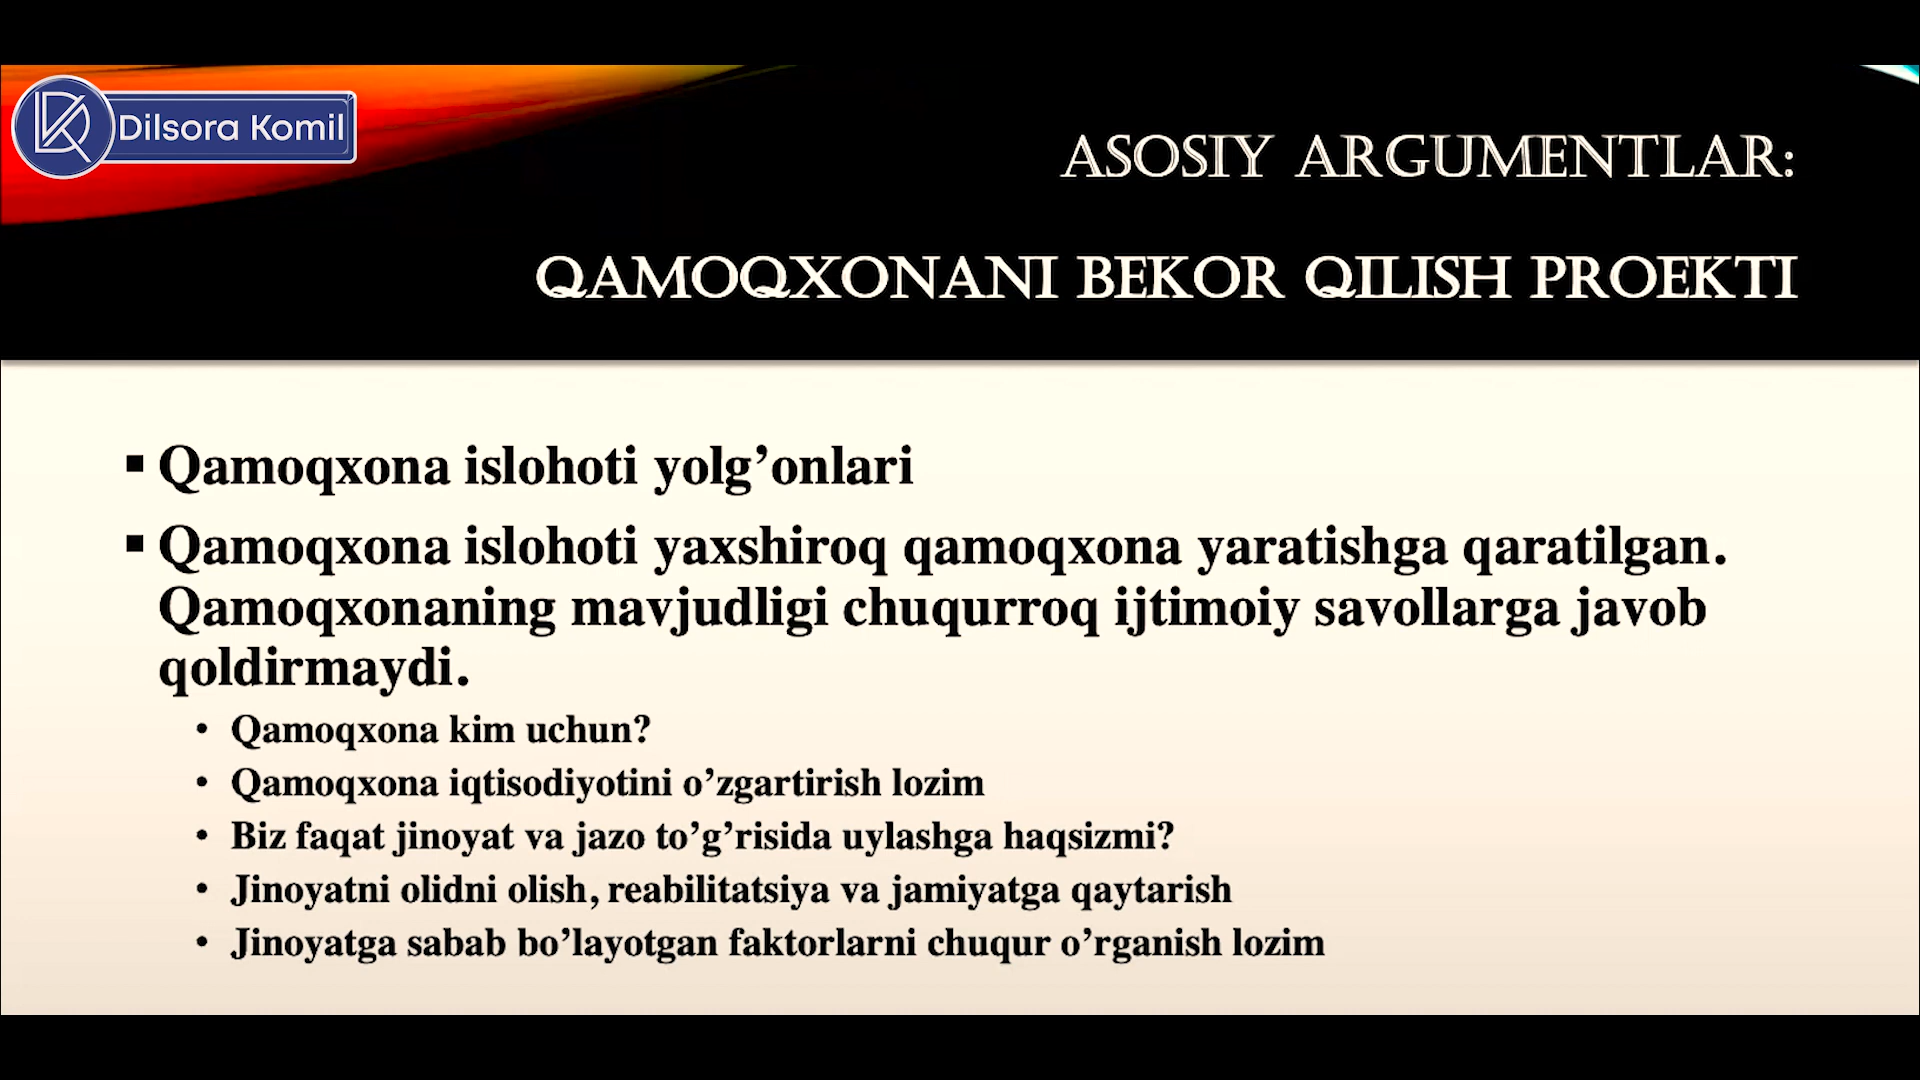 Dilsora Komil
ASOSIY ARGUMENTLAR:
QAMOQXONANI BEKOR QILISH PROEKTI
▪ Qamoqxona islohoti yolg’onlari
▪ Qamoqxona islohoti yaxshiroq qamoqxona yaratishga qaratilgan.
Qamoqxonaning mavjudligi chuqurroq ijtimoiy savollarga javob
qoldirmaydi.
• Qamoqxona kim uchun?
• Qamoqxona iqtisodiyotini o’zgartirish lozim
• Biz faqat jinoyat va jazo to’g’risida uylashga haqsizmi?
• Jinoyatni olidni olish, reabilitatsiya va jamiyatga qaytarish
• Jinoyatga sabab bo’layotgan faktorlarni chuqur o’rganish lozim